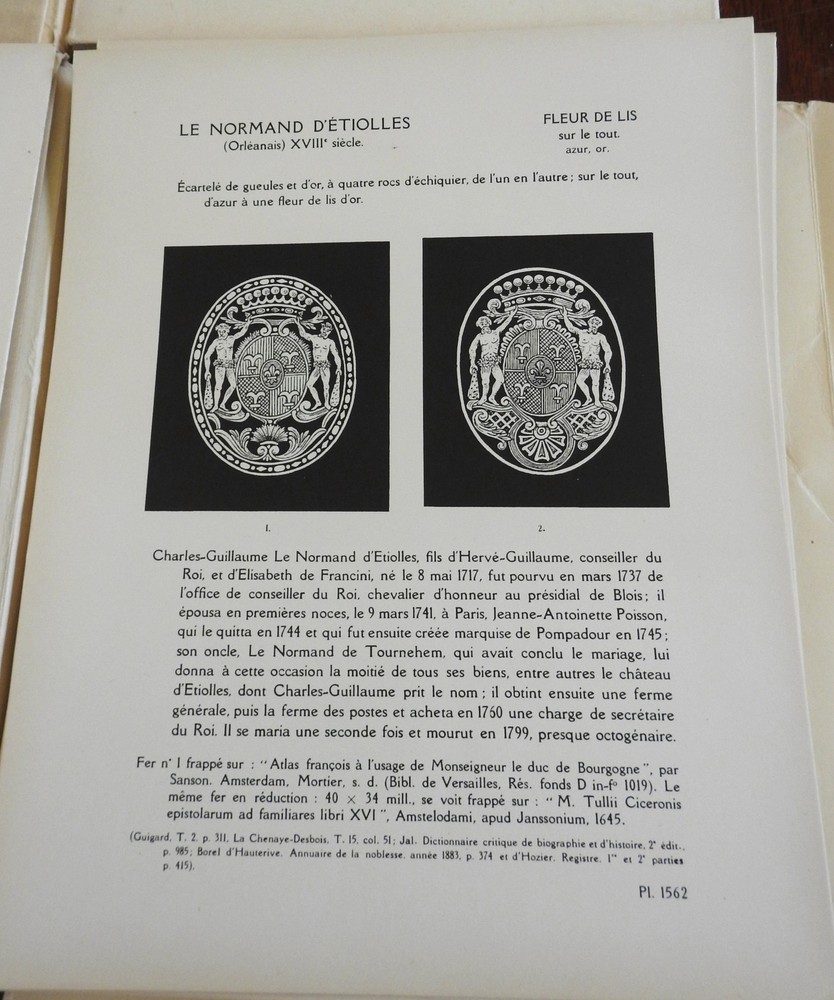 LE NORMAND D'ÉTIOLLES
(Orléanais) XVIIIᵉ siècle.
FLEUR DE LIS
sur le tout.
azur, or.
Écartelé de gueules et d'or, à quatre rocs d'échiquier, de l'un en l'autre ; sur le tout,
d'azur à une fleur de lis d'or.
1.
2.
Charles-Guillaume Le Normand d'Etiolles, fils d'Hervé-Guillaume, conseiller du
Roi, et d'Elisabeth de Francini, né le 8 mai 1717, fut pourvu en mars 1737 de
l'office de conseiller du Roi, chevalier d'honneur au présidial de Blois ; il
épousa en premières noces, le 9 mars 1741, à Paris, Jeanne-Antoinette Poisson,
qui le quitta en 1744 et qui fut ensuite créée marquise de Pompadour en 1745 ;
son oncle, Le Normand de Tournehem, qui avait conclu le mariage, lui
donna à cette occasion la moitié de tous ses biens, entre autres le château
d'Etiolles, dont Charles-Guillaume prit le nom ; il obtint ensuite une ferme
générale, puis la ferme des postes et acheta en 1760 une charge de secrétaire
du Roi. Il se maria une seconde fois et mourut en 1799, presque octogénaire.
Fer n° 1 frappé sur : "Atlas françois à l'usage de Monseigneur le duc de Bourgogne", par
Sanson. Amsterdam, Mortier, s. d. (Bibl. de Versailles, Rés. fonds D in-fº 1019). Le
même fer en réduction : 40 × 34 mill., se voit frappé sur : " M. Tullii Ciceronis
epistolarum ad familiares libri XVI ", Amstelodami, apud Janssonium, 1645.
(Guigard, T. 2, p. 311, La Chenaye-Desbois, T. 15, col. 51 ; Jal. Dictionnaire critique de biographie et d'histoire, 2ᵉ édit.,
p. 985 ; Borel d'Hauterive. Annuaire de la noblesse, année 1883, p. 374 et d'Hozier. Registre, 1ʳᵉ et 2ᵉ parties
p. 415).
Pl. 1562